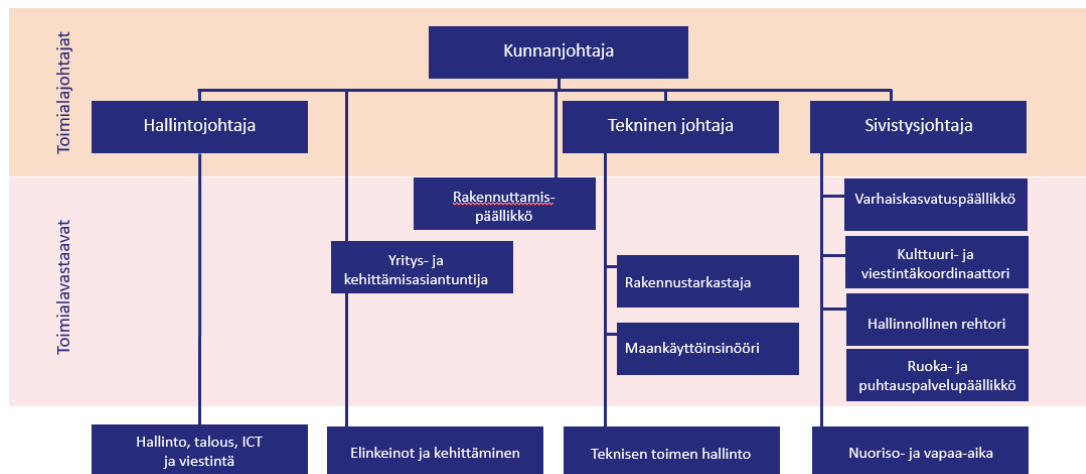 Toimialajohtajat
Kunnanjohtaja
Hallintojohtaja
Tekninen johtaja
Sivistysjohtaja
Toimialavastaavat
Rakennuttamis-
päällikkö
Yritys- ja
kehittämisasiantuntija
Rakennustarkastaja
Maankäyttöinsinööri
Varhaiskasvatuspäällikkö
Kulttuuri- ja
viestintäkoordinaattori
Hallinnollinen rehtori
Ruoka- ja
puhtauspalvelupäällikkö
Hallinto, talous, ICT
ja viestintä
Elinkeinot ja kehittäminen
Teknisen toimen hallinto
Nuoriso- ja vapaa-aika